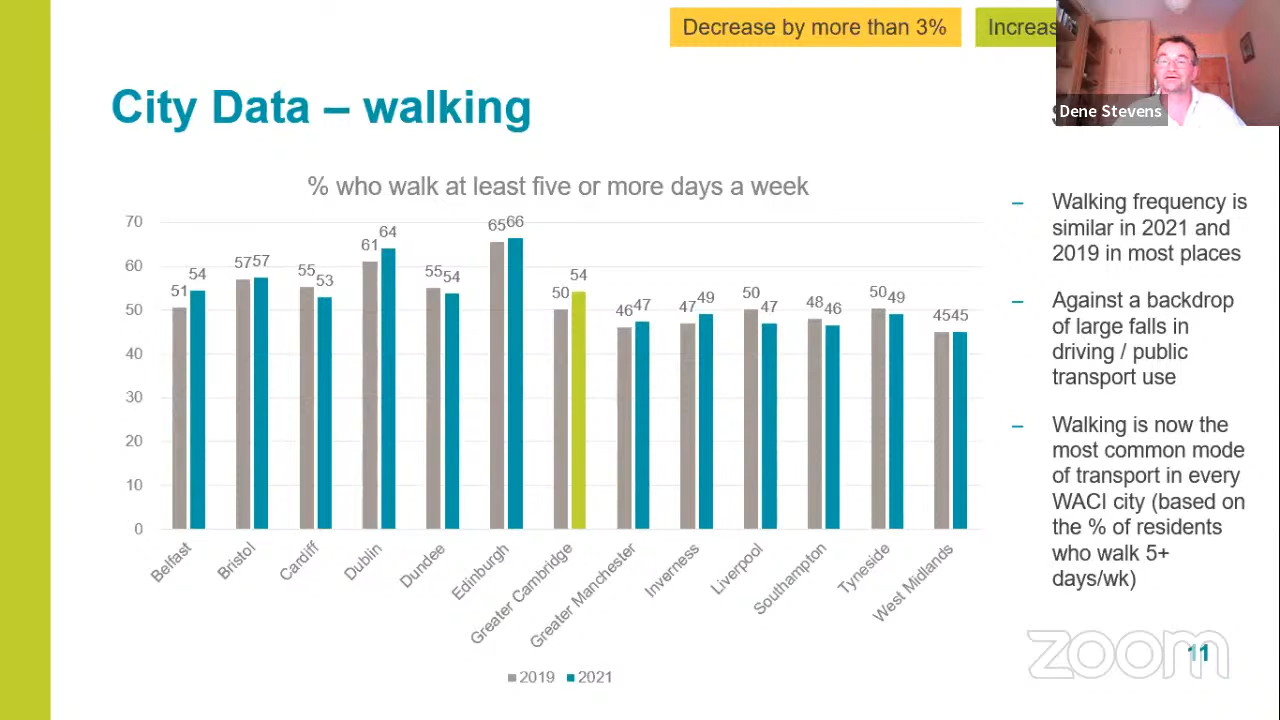 Decrease by more than 3%
Increas
Dene Stevens
City Data – walking
% who walk at least five or more days a week
70
60
50
40
30
20
10
0
51 54
57 57
55 53
61 64
55 54
65 66
50 54
46 47
47 49
50 47
48 46
50 49
45 45
Belfast
Bristol
Cardiff
Dublin
Dundee
Edinburgh
Greater Cambridge
Greater Manchester
Inverness
Liverpool
Southampton
Tyneside
West Midlands
2019 2021
– Walking frequency is
similar in 2021 and
2019 in most places
– Against a backdrop
of large falls in
driving / public
transport use
– Walking is now the
most common mode
of transport in every
WACI city (based on
the % of residents
who walk 5+
days/wk)
zoom
11